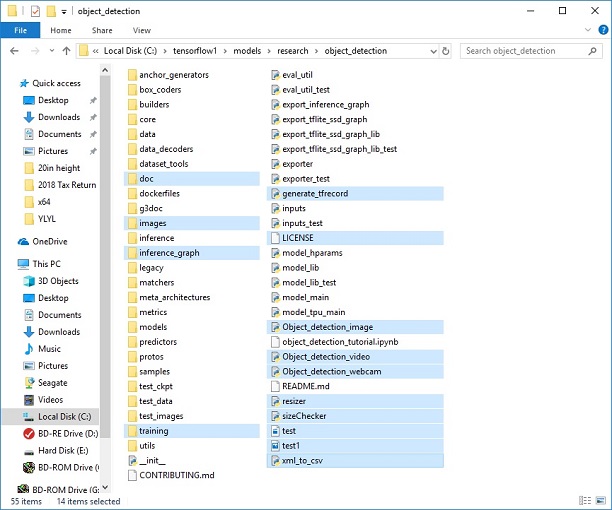 object_detection
File
Home
Share
View
Local Disk (C:)
tensorflow1
models
research
object_detection
Search object_detection
Quick access
Desktop
Downloads
Documents
Pictures
20in height
2018 Tax Return
x64
YLYL
OneDrive
This PC
3D Objects
Desktop
Documents
Downloads
Music
Pictures
Seagate
Videos
Local Disk (C:)
BD-RE Drive (D:)
Hard Disk (E:)
BD-ROM Drive (
BD-ROM Drive (G:
anchor_generators
box_coders
builders
core
data
data_decoders
dataset_tools
doc
dockerfiles
g3doc
images
inference
inference_graph
legacy
matchers
meta_architectures
metrics
models
predictors
protos
samples
test_ckpt
test_data
test_images
training
utils
__init__
CONTRIBUTING.md
eval_util
eval_util_test
export_inference_graph
export_tflite_ssd_graph
export_tflite_ssd_graph_lib
export_tflite_ssd_graph_lib_test
exporter
exporter_test
generate_tfrecord
inputs
inputs_test
LICENSE
model_hparams
model_lib
model_lib_test
model_main
model_tpu_main
Object_detection_image
object_detection_tutorial.ipynb
Object_detection_video
Object_detection_webcam
README.md
resizer
sizeChecker
test
test1
xml_to_csv
55 items
14 items selected